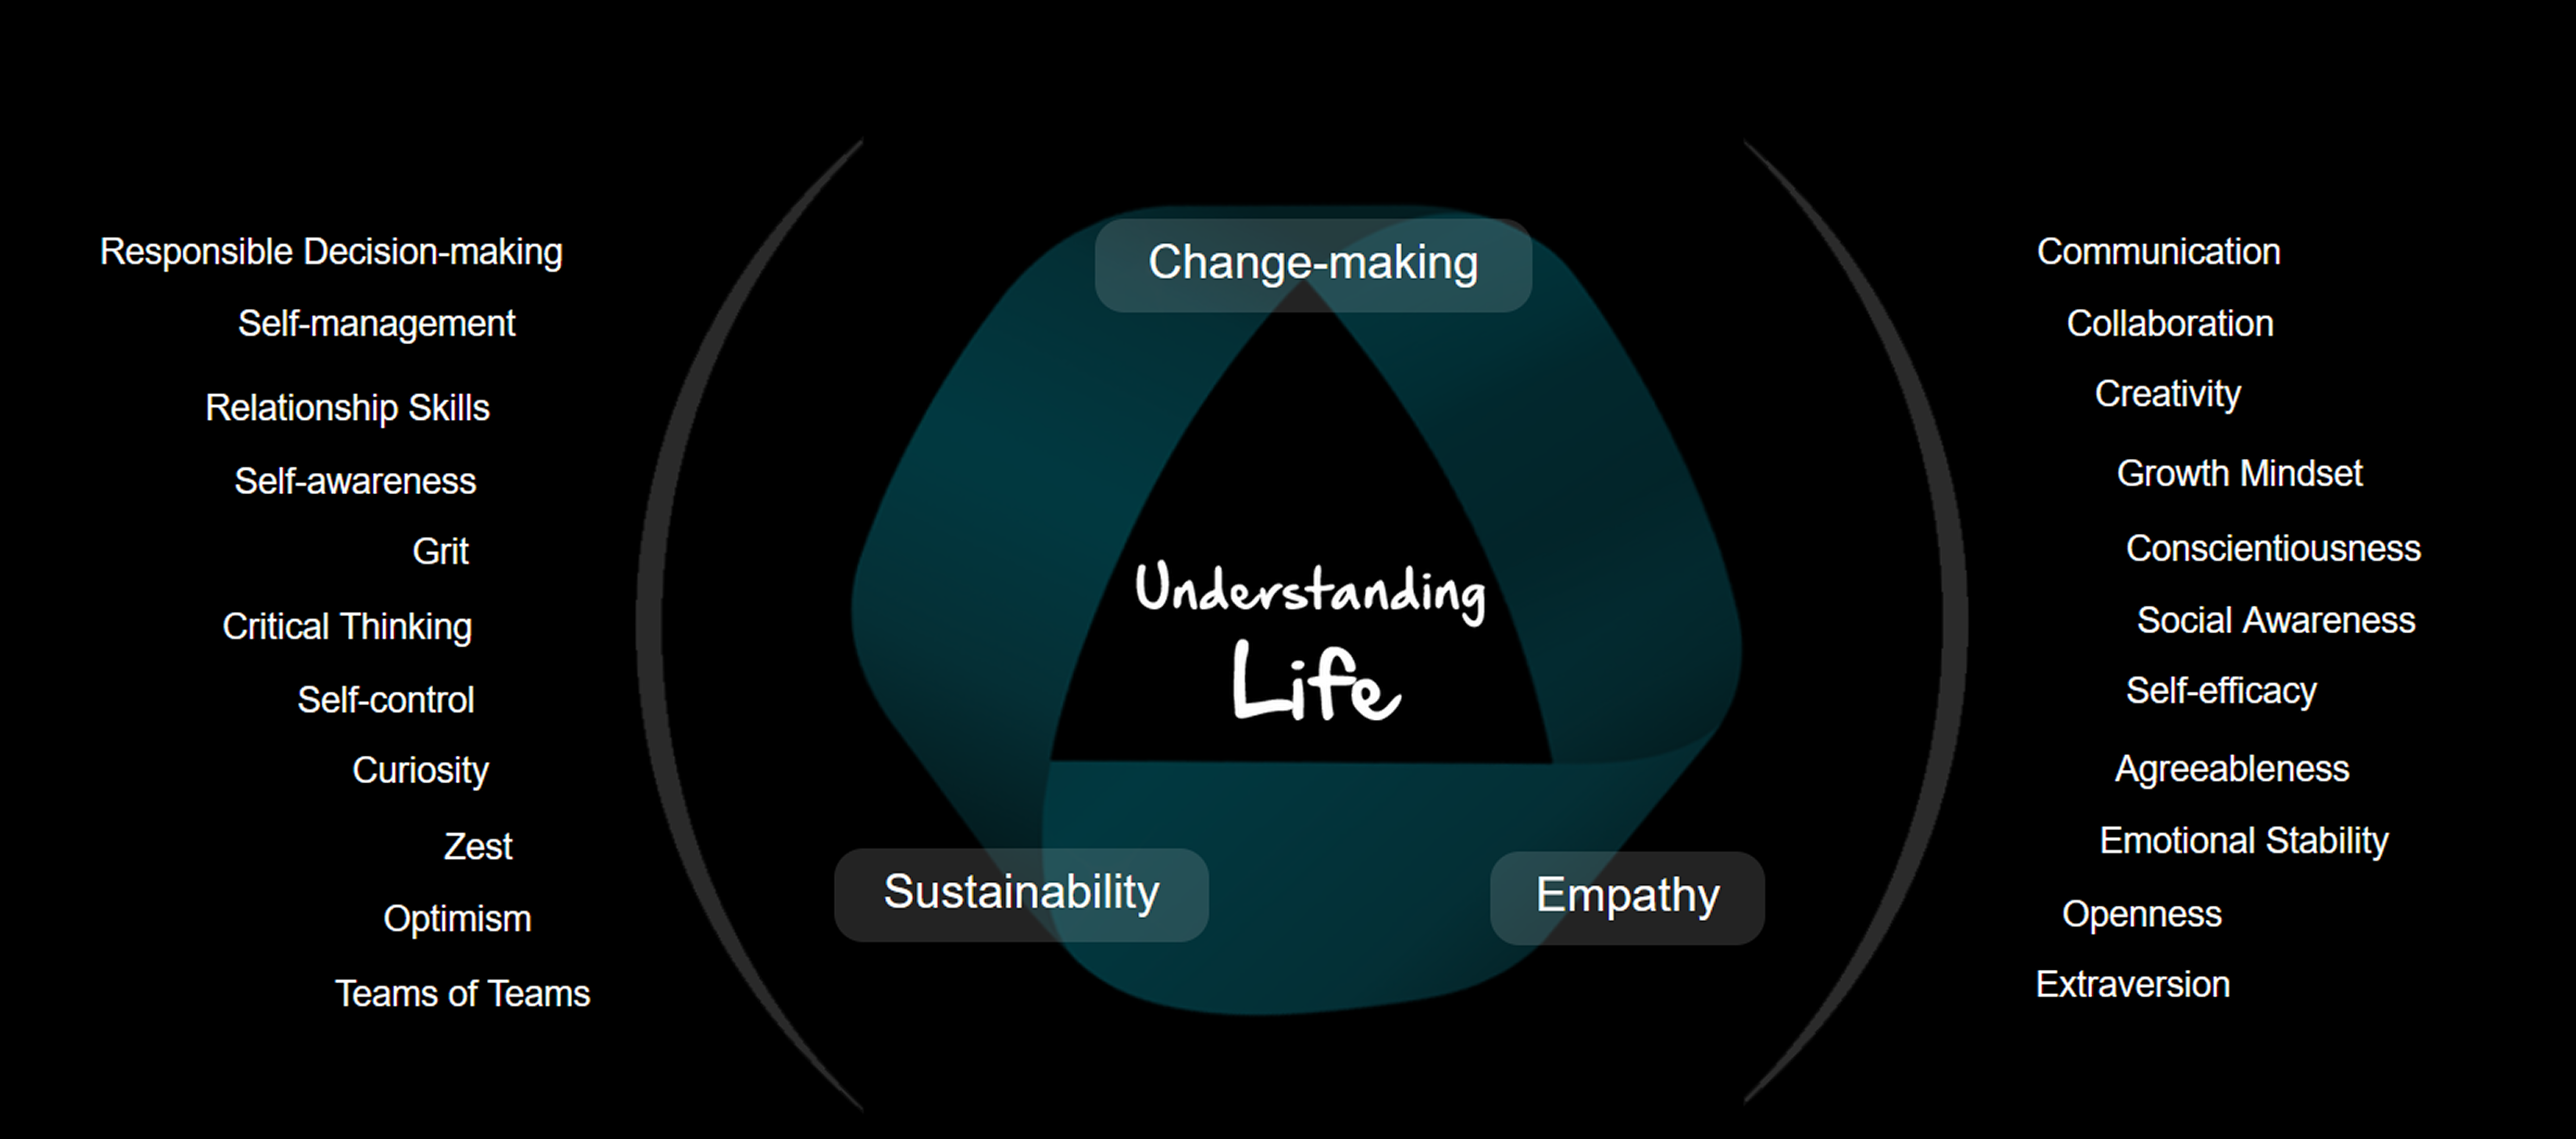 Responsible Decision-making
Self-management
Relationship Skills
Self-awareness
Grit
Critical Thinking
Self-control
Curiosity
Zest
Optimism
Teams of Teams
Change-making
Understanding
Life
Sustainability
Empathy
Communication
Collaboration
Creativity
Growth Mindset
Conscientiousness
Social Awareness
Self-efficacy
Agreeableness
Emotional Stability
Openness
Extraversion